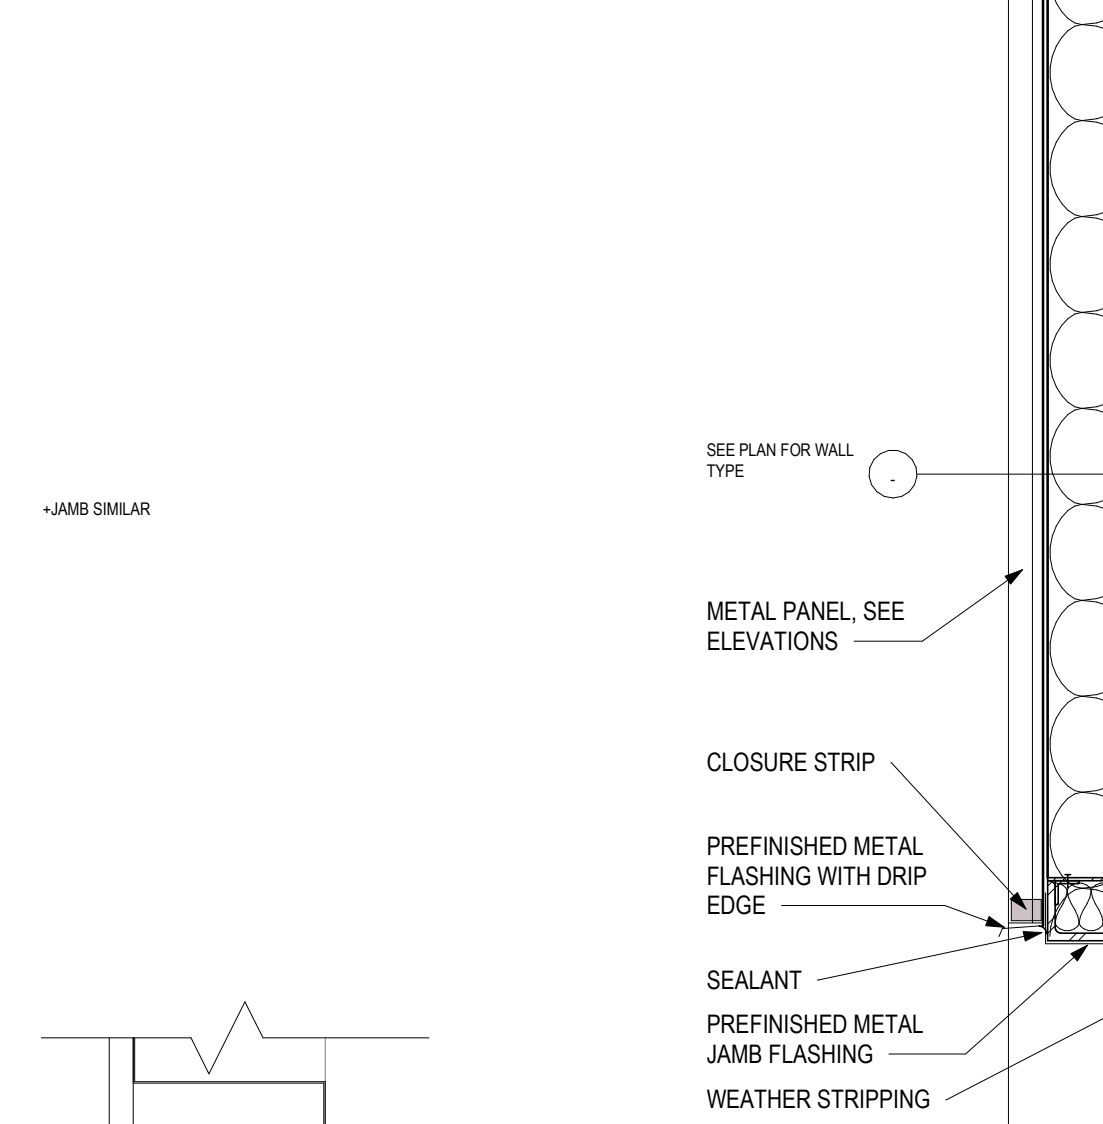 SEE PLAN FOR WALL
TYPE
-
+JAMB SIMILAR
METAL PANEL, SEE
ELEVATIONS
CLOSURE STRIP
PREFINISHED METAL
FLASHING WITH DRIP
EDGE
SEALANT
PREFINISHED METAL
JAMB FLASHING
WEATHER STRIPPING